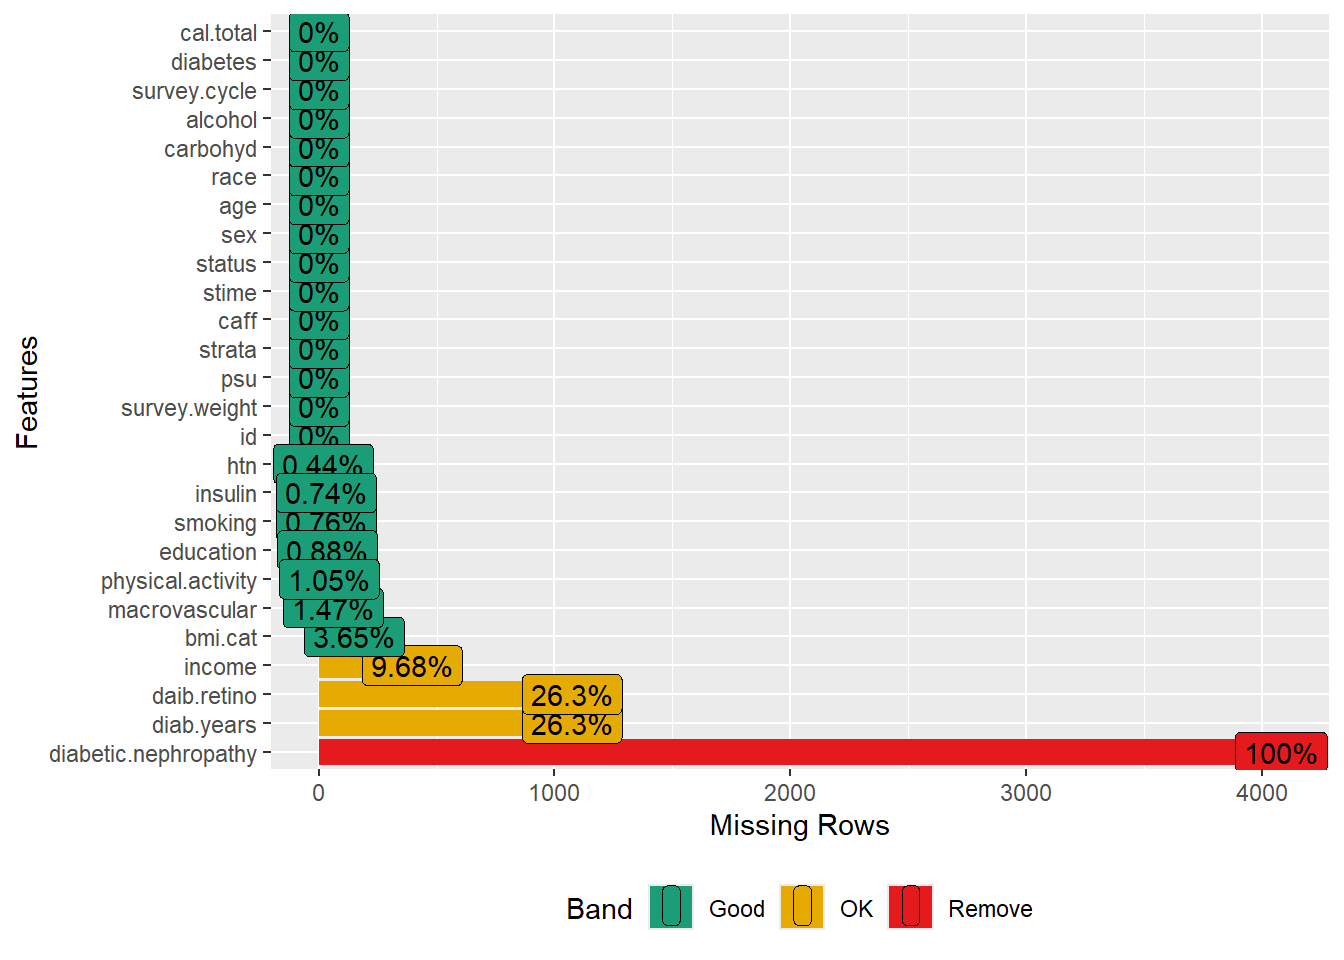 cal.total 0%
diabetes 0%
survey.cycle 0%
alcohol 0%
carbohyd 0%
race 0%
age 0%
sex 0%
status 0%
stime 0%
caff 0%
strata 0%
psu 0%
survey.weight 0%
id 0%
htn 0.44%
insulin 0.74%
smoking 0.76%
education 0.88%
physical.activity 1.05%
macrovascular 1.47%
bmi.cat 3.65%
income 9.68%
daib.retino 26.3%
diab.years 26.3%
diabetic.nephropathy 100%
Features
0 1000 2000 3000 4000
Missing Rows
Band Good OK Remove